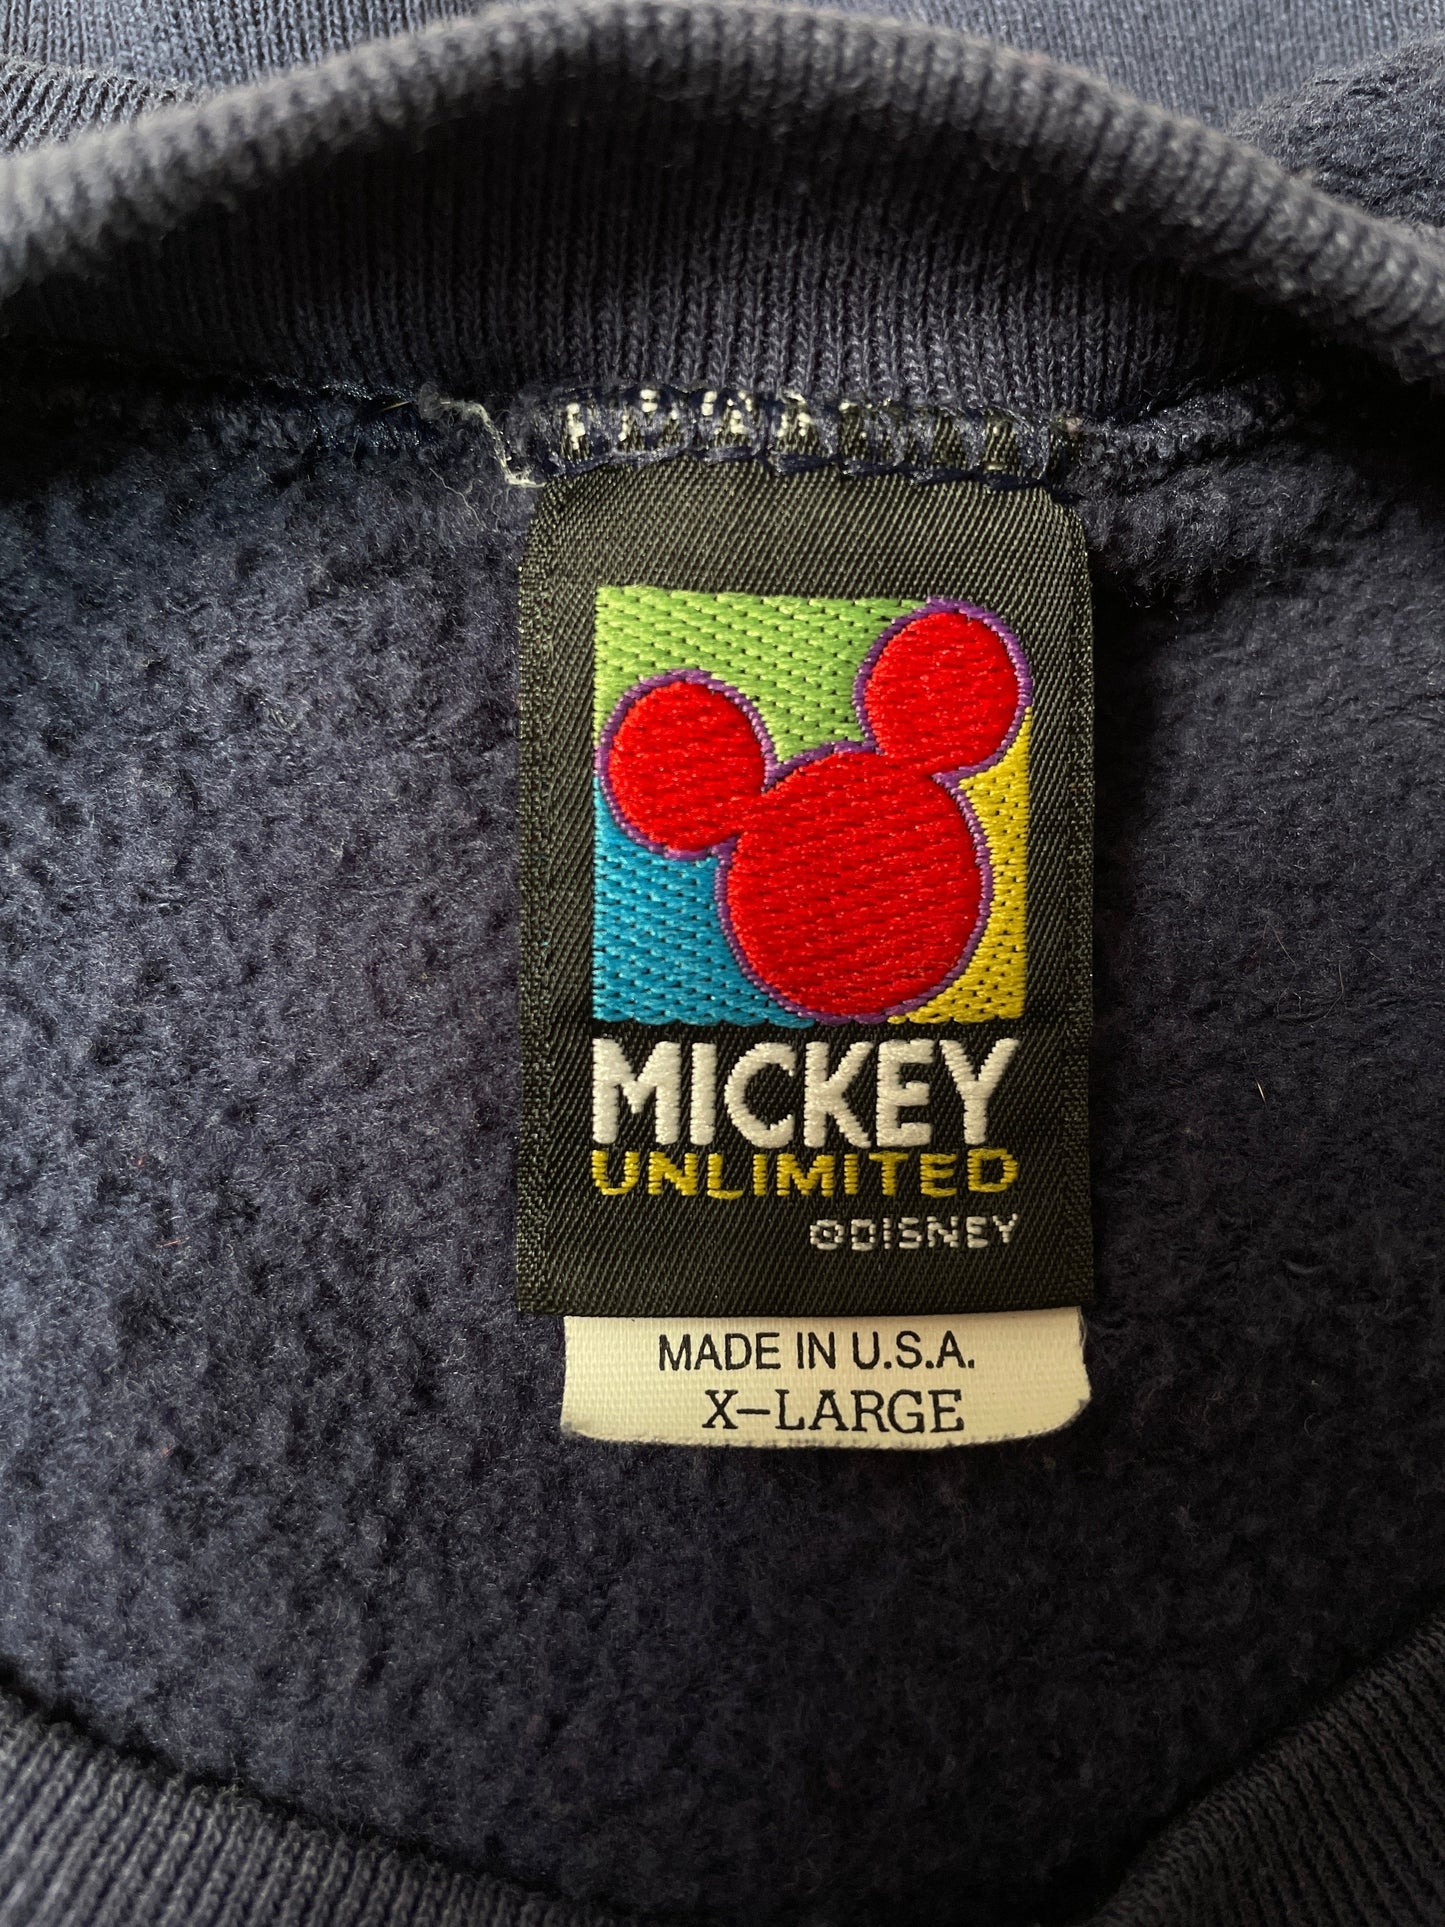 MICKEY
UNLIMITED
©DISNEY
MADE IN U.S.A.
X-LARGE